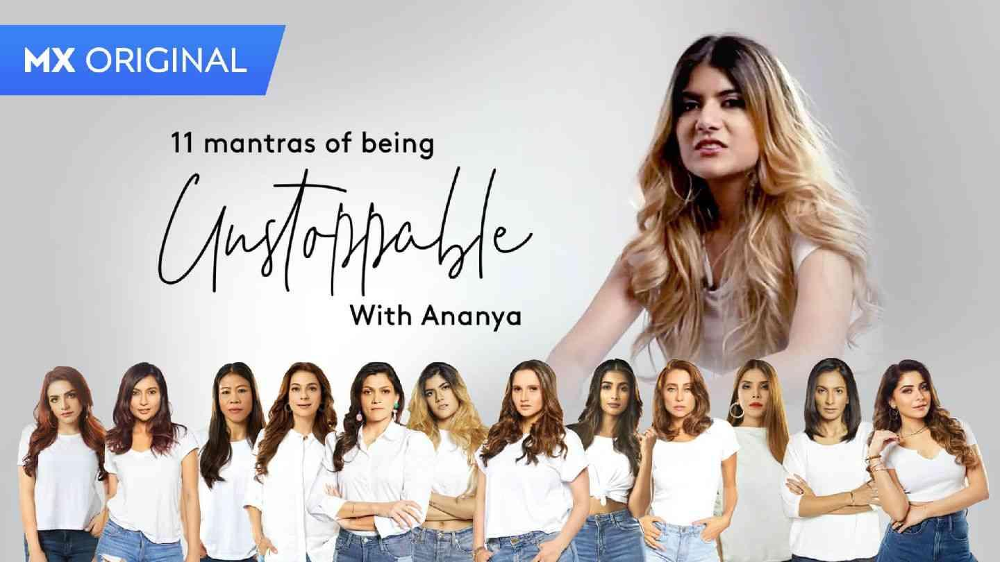 MX ORIGINAL
11 mantras of being
Unstoppable
With Ananya